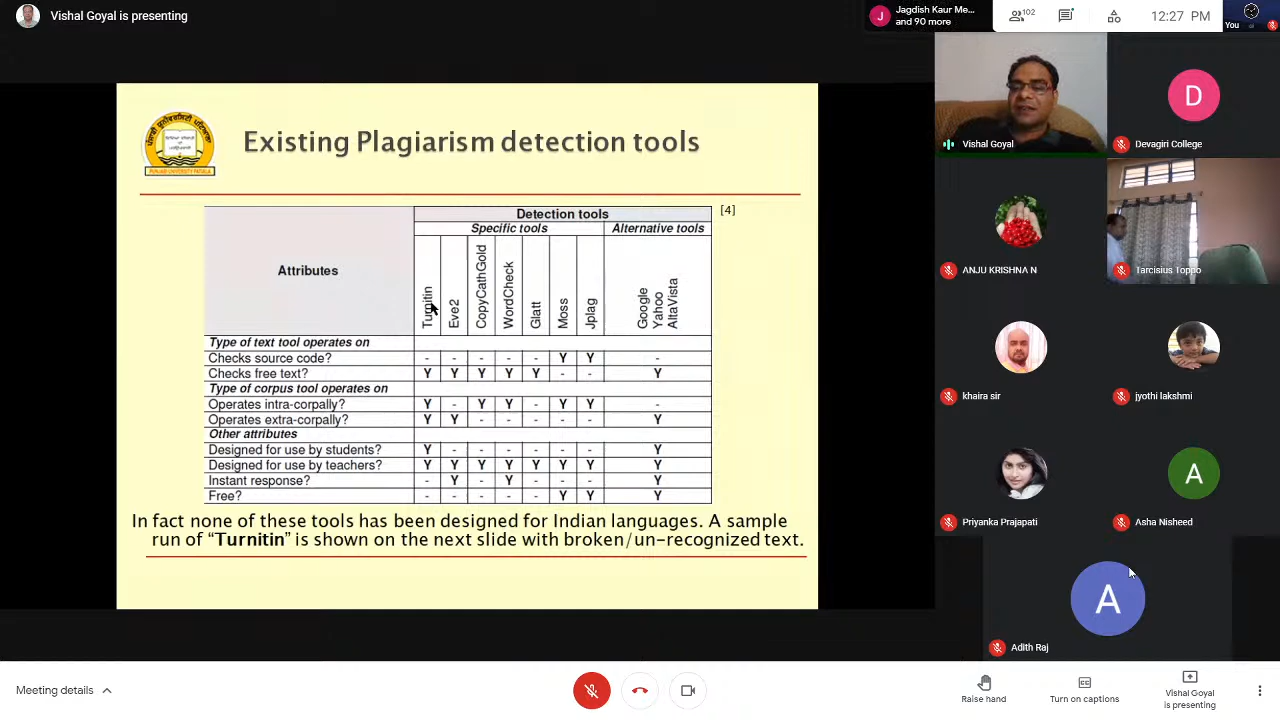 Vishal Goyal is presenting
J
Jagdish Kaur Me...
and 90 more
102
12:27 PM
You
Existing Plagiarism detection tools
ਪੰਜਾਬੀ ਯੂਨੀਵਰਸਿਟੀ ਪਟਿਆਲਾ
PUNJABI UNIVERSITY PATIALA
[4]
Attributes
Detection tools
Specific tools
Alternative tools
Turnitin
Eve2
CopyCathGold
WordCheck
Glatt
Moss
Jplag
Google
Yahoo
AltaVista
Type of text tool operates on
Checks source code? - - - - - Y Y -
Checks free text? Y Y Y Y Y - - Y
Type of corpus tool operates on
Operates intra-corpally? Y - Y Y - Y Y -
Operates extra-corpally? Y Y - - - - - Y
Other attributes
Designed for use by students? Y - - - - - - Y
Designed for use by teachers? Y Y Y Y Y Y Y Y
Instant response? - Y - Y - - - Y
Free? - - - - - Y Y Y
In fact none of these tools has been designed for Indian languages. A sample
run of “Turnitin” is shown on the next slide with broken/un-recognized text.
Vishal Goyal
D
Devagiri College
ANJU KRISHNA N
Tarcisius Toppo
khaira sir
jyothi lakshmi
Priyanka Prajapati
A
Asha Nisheed
A
Adith Raj
Meeting details
Raise hand
Turn on captions
Vishal Goyal
is presenting